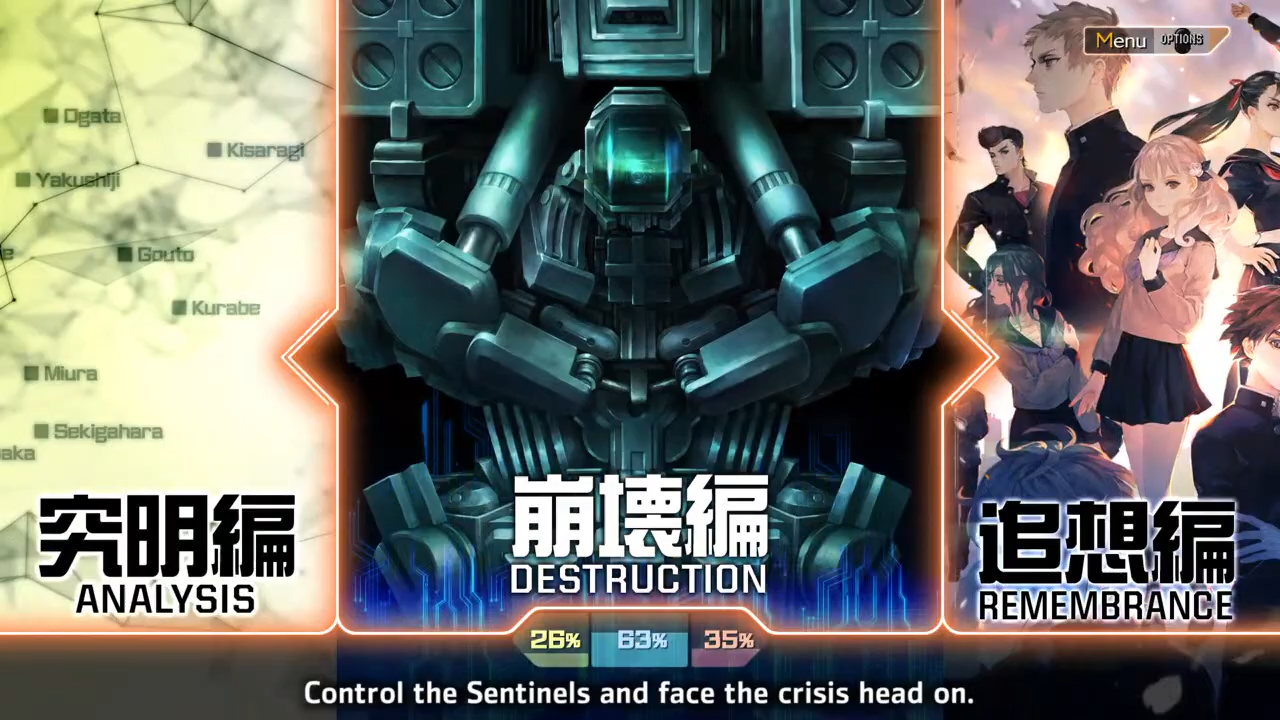 Menu OPTIONS
Ogata
Kisaragi
Yakushiji
Gouto
Kurabe
Miura
Sekigahara
究明編
ANALYSIS
崩壊編
DESTRUCTION
追想編
REMEMBRANCE
26% 63% 35%
Control the Sentinels and face the crisis head on.